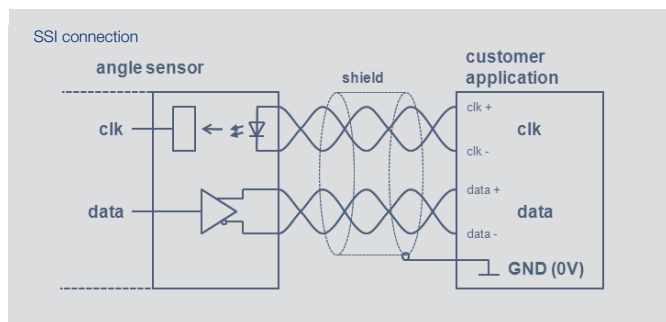 SSI connection
angle sensor
shield
customer
application
clk
clk +
clk
clk -
data
data +
data
data -
GND (0V)